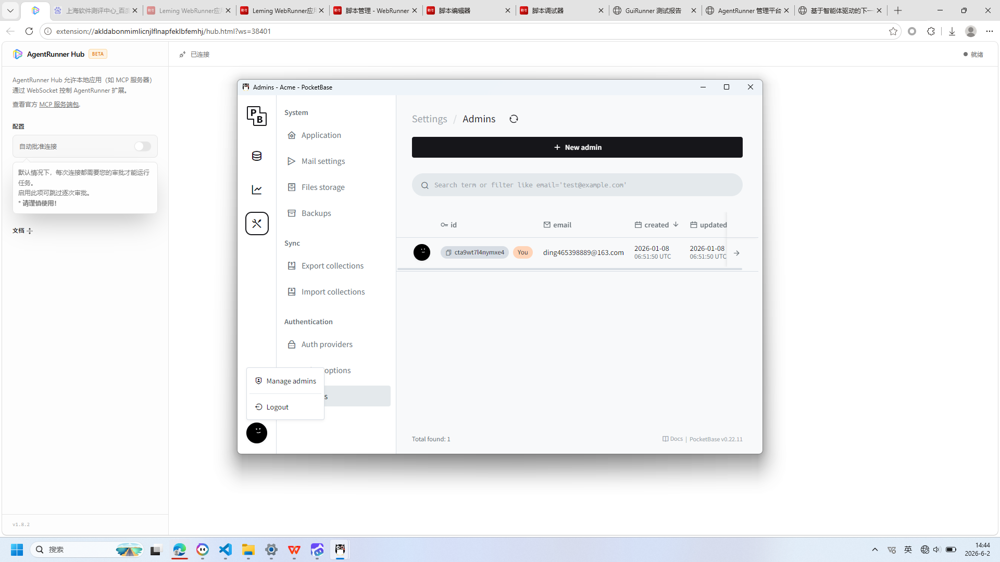 上海软件测评中心_百度
Leming WebRunner应用
Leming WebRunner应用
脚本管理 - WebRunner
脚本编辑器
脚本调试器
GuiRunner 测试报告
AgentRunner 管理平台
基于智能体驱动的下一
extension://akldabonmimlicnjlflnapfeklbfemhj/hub.html?ws=38401
AgentRunner Hub BETA
已连接
就绪
AgentRunner Hub 允许本地应用（如 MCP 服务器）
通过 WebSocket 控制 AgentRunner 扩展。
查看官方 MCP 服务端包。
配置
自动批准连接
默认情况下，每次连接都需要您的审批才能运行
任务。
启用此项可跳过逐次审批。
* 请谨慎使用！
文档
v1.8.2
Admins - Acme - PocketBase
P
B
System
Application
Mail settings
Files storage
Backups
Sync
Export collections
Import collections
Authentication
Auth providers
options
s
Manage admins
Logout
Settings / Admins
+ New admin
Search term or filter like email='test@example.com'
id
email
created
updated
cta9wt7l4nymxe4
You
ding465398889@163.com
2026-01-08
06:51:50 UTC
2026-01-08
06:51:50 UTC
Total found: 1
Docs | PocketBase v0.22.11
搜索
英
14:44
2026-6-2